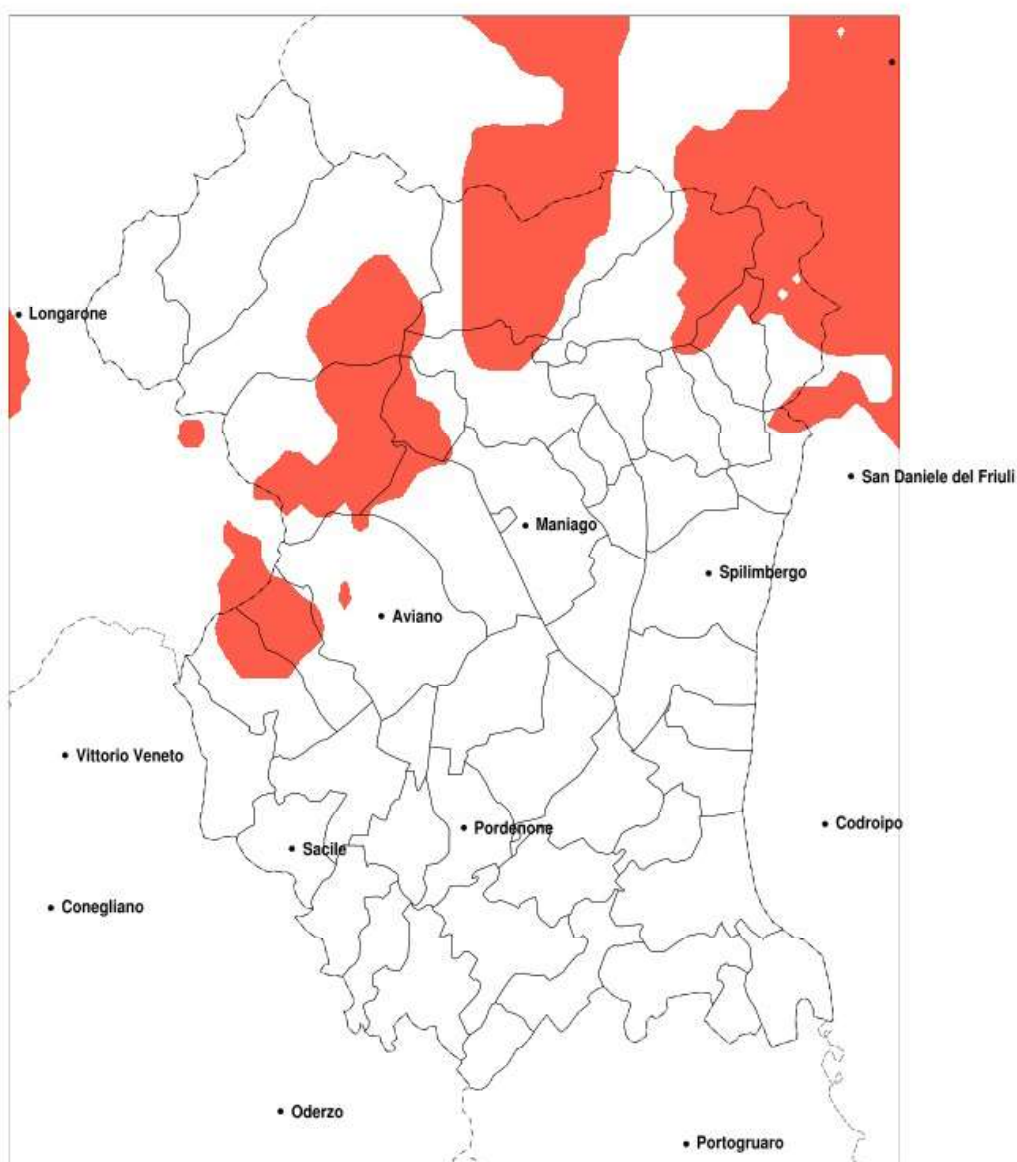 Longarone
San Daniele del Friuli
Maniago
Spilimbergo
Aviano
Vittorio Veneto
Codroipo
Pordenone
Sacile
Conegliano
Oderzo
Portogruaro